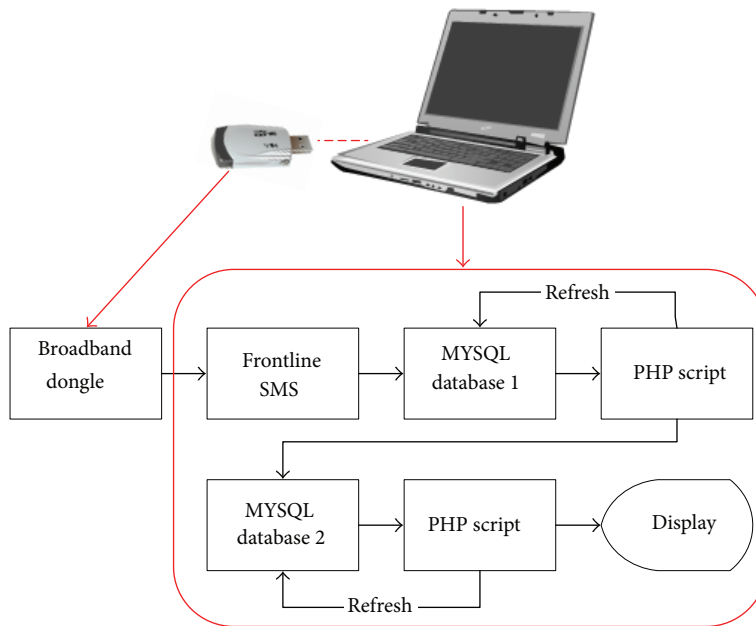 Refresh
Broadband
dongle
Frontline
SMS
MYSQL
database 1
PHP script
MYSQL
database 2
PHP script
Display
Refresh